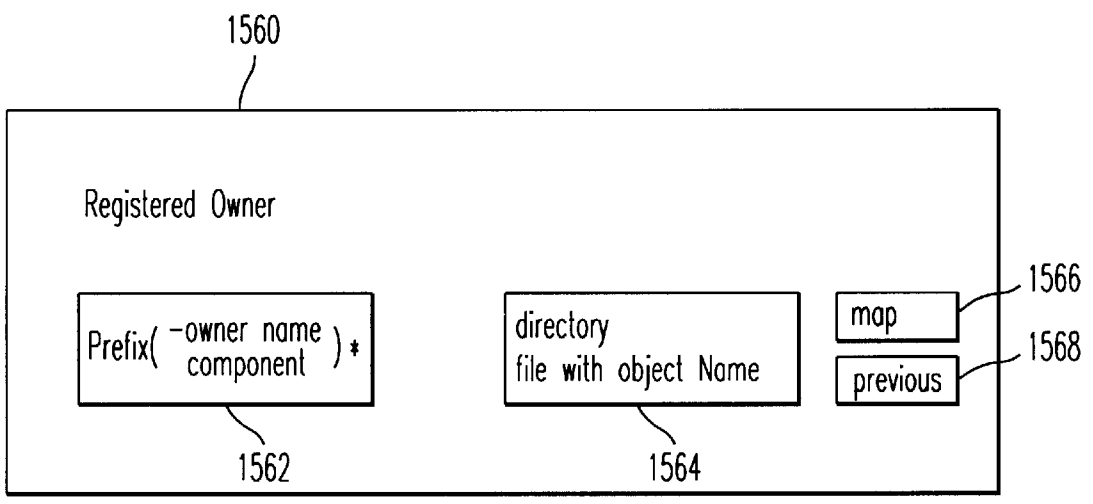 1560
Registered Owner
Prefix( -owner name component ) *
directory
file with object Name
map
previous
1566
1568
1562
1564